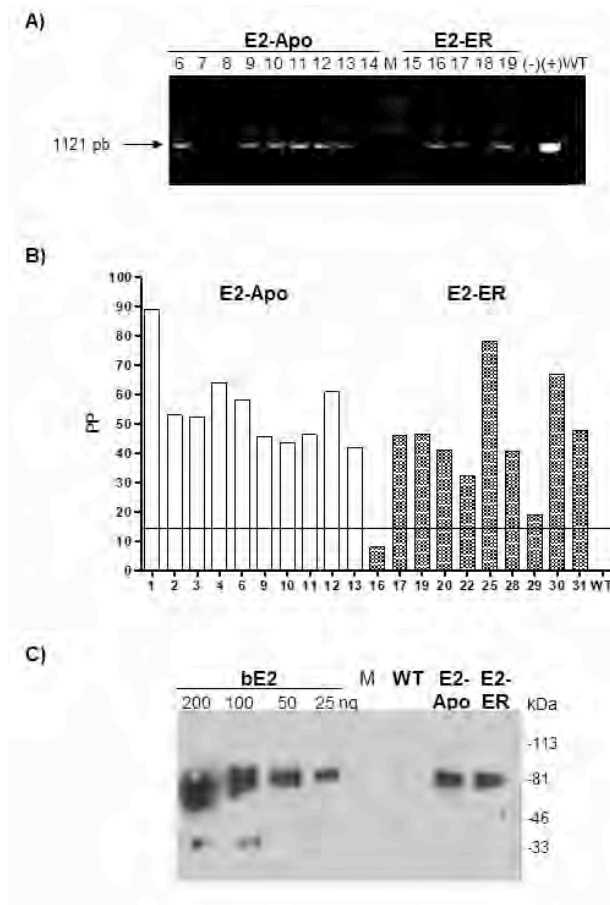 A)
E2-Apo E2-ER
6 7 8 9 10 11 12 13 14 M 15 16 17 18 19 (-)(+)WT
1121 pb
B)
100
E2-Apo E2-ER
90
80
70
60
PP
50
40
30
20
10
0
1 2 3 4 6 9 10 11 12 13 16 17 19 20 22 25 28 29 30 31 WT
C)
bE2 M WT E2-Apo E2-ER
200 100 50 25 ng kDa
-113
-81
-46
-33